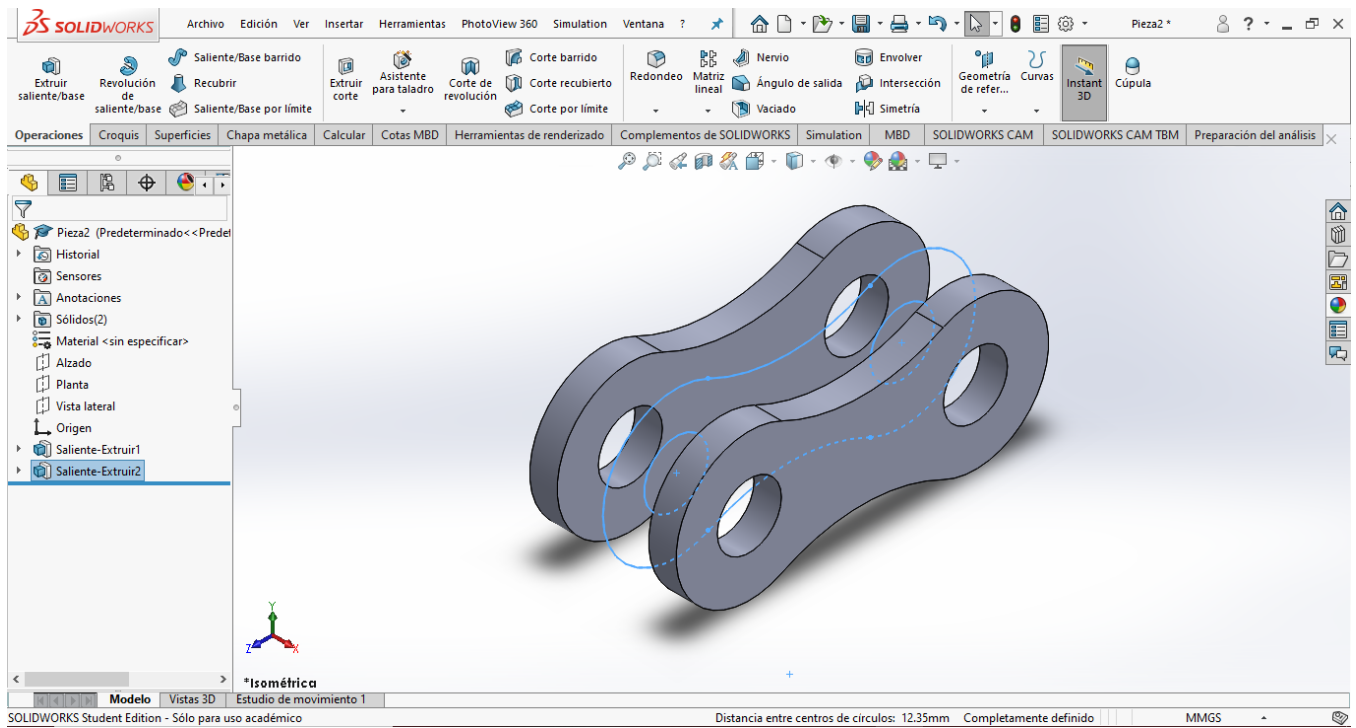 SOLIDWORKS Archivo Edición Ver Insertar Herramientas PhotoView 360 Simulation Ventana ? Pieza2 * ?
Extruir saliente/base
Revolución de saliente/base
Saliente/Base barrido
Recubrir
Saliente/Base por límite
Extruir corte
Asistente para taladro
Corte de revolución
Corte barrido
Corte recubierto
Corte por límite
Redondeo
Matriz lineal
Nervio
Ángulo de salida
Vaciado
Envolver
Intersección
Simetría
Geometría de refer...
Curvas
Instant 3D
Cúpula
Operaciones Croquis Superficies Chapa metálica Calcular Cotas MBD Herramientas de renderizado Complementos de SOLIDWORKS Simulation MBD SOLIDWORKS CAM SOLIDWORKS CAM TBM Preparación del análisis
Pieza2 (Predeterminado<<Predet
Historial
Sensores
A Anotaciones
Sólidos(2)
Material <sin especificar>
Alzado
Planta
Vista lateral
Origen
Saliente-Extruir1
Saliente-Extruir2
Y
Z X
*Isométrica
Modelo Vistas 3D Estudio de movimiento 1
SOLIDWORKS Student Edition - Sólo para uso académico Distancia entre centros de círculos: 12.35mm Completamente definido MMGS